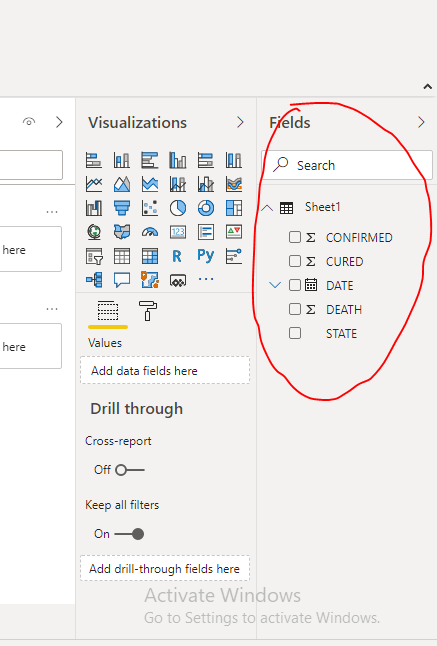 Visualizations
Fields
Search
Sheet1
CONFIRMED
CURED
DATE
DEATH
STATE
here
here
123
R
Py
Values
Add data fields here
Drill through
Cross-report
Off
Keep all filters
On
Add drill-through fields here
Activate Windows
Go to Settings to activate Windows.